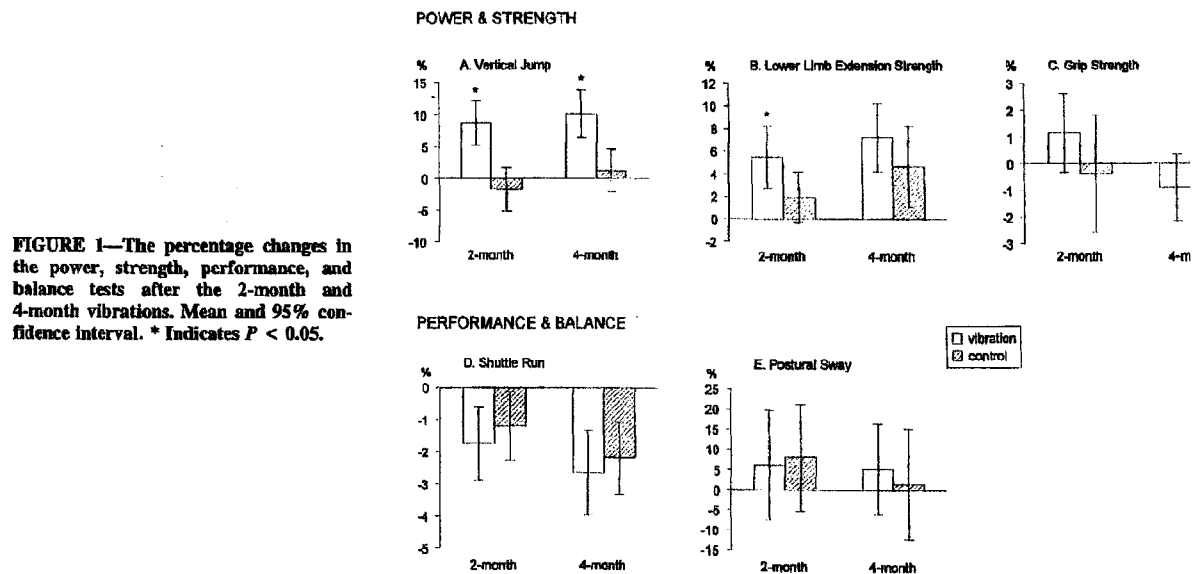 POWER & STRENGTH
% A. Vertical Jump
15
10
5
0
-5
-10
* *
2-month 4-month
% B. Lower Limb Extension Strength
12
10
8
6
4
2
0
-2
*
2-month 4-month
% C. Grip Strength
3
2
1
0
-1
-2
-3
2-month 4-m
FIGURE 1—The percentage changes in
the power, strength, performance, and
balance tests after the 2-month and
4-month vibrations. Mean and 95% con-
fidence interval. * Indicates P < 0.05.
PERFORMANCE & BALANCE
vibration
control
% D. Shuttle Run
0
-1
-2
-3
-4
-5
2-month 4-month
% E. Postural Sway
25
20
15
10
5
0
-5
-10
-15
2-month 4-month